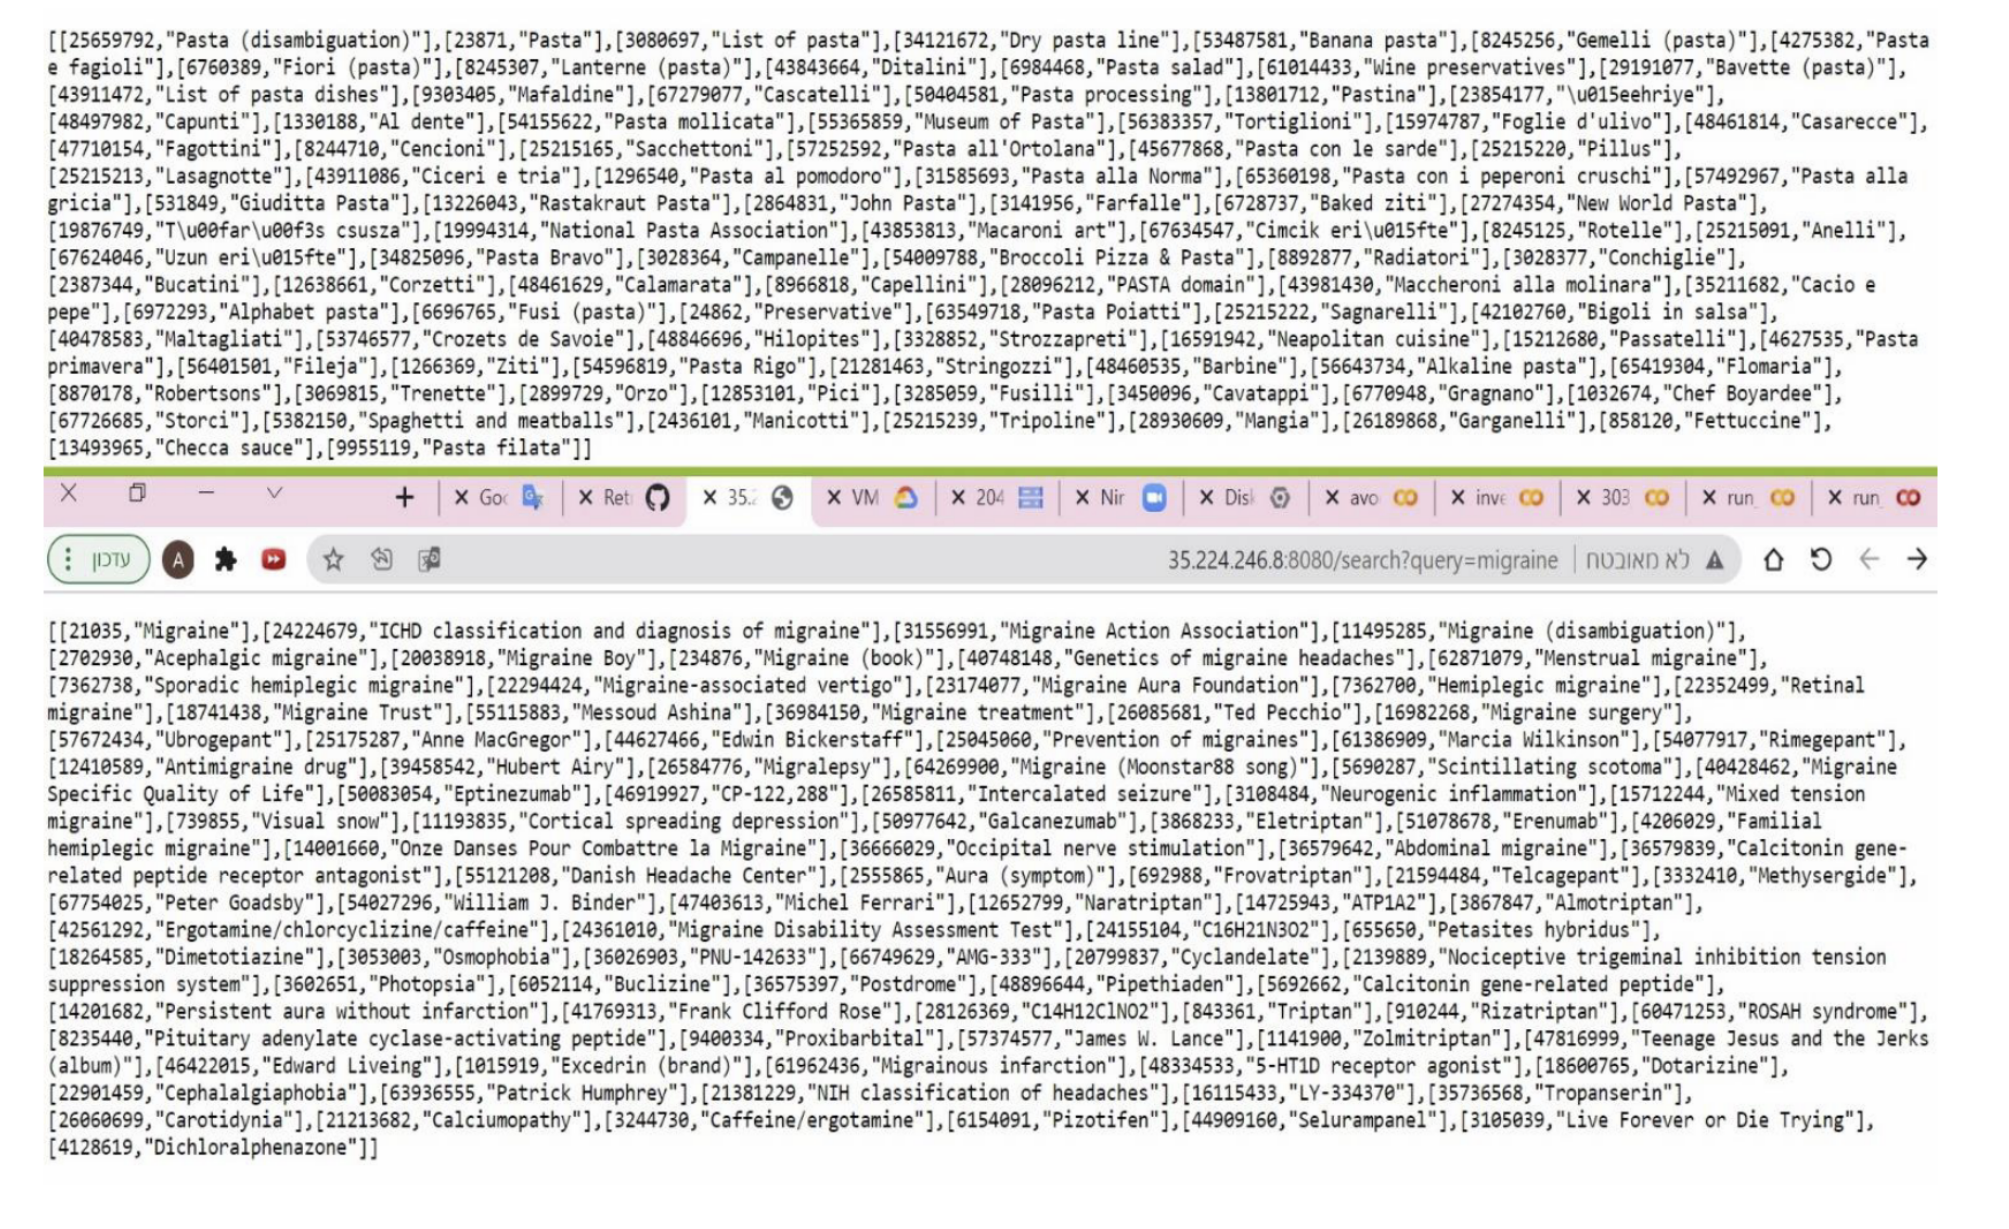 [[25659792,"Pasta (disambiguation)"],[23871,"Pasta"],[3080697,"List of pasta"],[34121672,"Dry pasta line"],[53487581,"Banana pasta"],[8245256,"Gemelli (pasta)"],[4275382,"Pasta
e fagioli"],[6760389,"Fiori (pasta)"],[8245307,"Lanterne (pasta)"],[43843664,"Ditalini"],[6984468,"Pasta salad"],[61014433,"Wine preservatives"],[29191077,"Bavette (pasta)"],
[43911472,"List of pasta dishes"],[9303405,"Mafaldine"],[67279077,"Cascatelli"],[50404581,"Pasta processing"],[13801712,"Pastina"],[23854177,"\u015eehriye"],
[48497982,"Capunti"],[1330188,"Al dente"],[54155622,"Pasta mollicata"],[55365859,"Museum of Pasta"],[56383357,"Tortiglioni"],[15974787,"Foglie d'ulivo"],[48461814,"Casarecce"],
[47710154,"Fagottini"],[8244710,"Cencioni"],[25215165,"Sacchettoni"],[57252592,"Pasta all'Ortolana"],[45677868,"Pasta con le sarde"],[25215220,"Pillus"],
[25215213,"Lasagnotte"],[43911086,"Ciceri e tria"],[1296540,"Pasta al pomodoro"],[31585693,"Pasta alla Norma"],[65360198,"Pasta con i peperoni cruschi"],[57492967,"Pasta alla
gricia"],[531849,"Giuditta Pasta"],[13226043,"Rastakraut Pasta"],[2864831,"John Pasta"],[3141956,"Farfalle"],[6728737,"Baked ziti"],[27274354,"New World Pasta"],
[19876749,"T\u00far\u00f3s csusza"],[19994314,"National Pasta Association"],[43853813,"Macaroni art"],[67634547,"Cimcik eri\u015fte"],[8245125,"Rotelle"],[25215091,"Anelli"],
[67624046,"Uzun eri\u015fte"],[34825096,"Pasta Bravo"],[3028364,"Campanelle"],[54009788,"Broccoli Pizza & Pasta"],[8892877,"Radiatori"],[3028377,"Conchiglie"],
[2387344,"Bucatini"],[12638661,"Corzetti"],[48461629,"Calamarata"],[8966818,"Capellini"],[28096212,"PASTA domain"],[43981430,"Maccheroni alla molinara"],[35211682,"Cacio e
pepe"],[6972293,"Alphabet pasta"],[6696765,"Fusi (pasta)"],[24862,"Preservative"],[63549718,"Pasta Poiatti"],[25215222,"Sagnarelli"],[42102760,"Bigoli in salsa"],
[40478583,"Maltagliati"],[53746577,"Crozets de Savoie"],[48846696,"Hilopites"],[3328852,"Strozzapreti"],[16591942,"Neapolitan cuisine"],[15212680,"Passatelli"],[4627535,"Pasta
primavera"],[56401501,"Fileja"],[1266369,"Ziti"],[54596819,"Pasta Rigo"],[21281463,"Stringozzi"],[48460535,"Barbine"],[56643734,"Alkaline pasta"],[65419304,"Flomaria"],
[8870178,"Robertsons"],[3069815,"Trenette"],[2899729,"Orzo"],[12853101,"Pici"],[3285059,"Fusilli"],[3450096,"Cavatappi"],[6770948,"Gragnano"],[1032674,"Chef Boyardee"],
[67726685,"Storci"],[5382150,"Spaghetti and meatballs"],[2436101,"Manicotti"],[25215239,"Tripoline"],[28930609,"Mangia"],[26189868,"Garganelli"],[858120,"Fettuccine"],
[13493965,"Checca sauce"],[9955119,"Pasta filata"]]
Goo Ret 35.2 VM 204 Nir Disl avo inve 303 run_ run_
עדכון A 35.224.246.8:8080/search?query=migraine לא מאובטח
[[21035,"Migraine"],[24224679,"ICHD classification and diagnosis of migraine"],[31556991,"Migraine Action Association"],[11495285,"Migraine (disambiguation)"],
[2702930,"Acephalgic migraine"],[20038918,"Migraine Boy"],[234876,"Migraine (book)"],[40748148,"Genetics of migraine headaches"],[62871079,"Menstrual migraine"],
[7362738,"Sporadic hemiplegic migraine"],[22294424,"Migraine-associated vertigo"],[23174077,"Migraine Aura Foundation"],[7362700,"Hemiplegic migraine"],[22352499,"Retinal
migraine"],[18741438,"Migraine Trust"],[55115883,"Messoud Ashina"],[36984150,"Migraine treatment"],[26085681,"Ted Pecchio"],[16982268,"Migraine surgery"],
[57672434,"Ubrogepant"],[25175287,"Anne MacGregor"],[44627466,"Edwin Bickerstaff"],[25045060,"Prevention of migraines"],[61386909,"Marcia Wilkinson"],[54077917,"Rimegepant"],
[12410589,"Antimigraine drug"],[39458542,"Hubert Airy"],[26584776,"Migralepsy"],[64269900,"Migraine (Moonstar88 song)"],[5690287,"Scintillating scotoma"],[40428462,"Migraine
Specific Quality of Life"],[50083054,"Eptinezumab"],[46919927,"CP-122,288"],[26585811,"Intercalated seizure"],[3108484,"Neurogenic inflammation"],[15712244,"Mixed tension
migraine"],[739855,"Visual snow"],[11193835,"Cortical spreading depression"],[50977642,"Galcanezumab"],[3868233,"Eletriptan"],[51078678,"Erenumab"],[4206029,"Familial
hemiplegic migraine"],[14001660,"Onze Danses Pour Combattre la Migraine"],[36666029,"Occipital nerve stimulation"],[36579642,"Abdominal migraine"],[36579839,"Calcitonin gene-
related peptide receptor antagonist"],[55121208,"Danish Headache Center"],[2555865,"Aura (symptom)"],[692988,"Frovatriptan"],[21594484,"Telcagepant"],[3332410,"Methysergide"],
[67754025,"Peter Goadsby"],[54027296,"William J. Binder"],[47403613,"Michel Ferrari"],[12652799,"Naratriptan"],[14725943,"ATP1A2"],[3867847,"Almotriptan"],
[42561292,"Ergotamine/chlorcyclizine/caffeine"],[24361010,"Migraine Disability Assessment Test"],[24155104,"C16H21N3O2"],[655650,"Petasites hybridus"],
[18264585,"Dimetotiazine"],[3053003,"Osmophobia"],[36026903,"PNU-142633"],[66749629,"AMG-333"],[20799837,"Cyclandelate"],[2139889,"Nociceptive trigeminal inhibition tension
suppression system"],[3602651,"Photopsia"],[6052114,"Buclizine"],[36575397,"Postdrome"],[48896644,"Pipethiaden"],[5692662,"Calcitonin gene-related peptide"],
[14201682,"Persistent aura without infarction"],[41769313,"Frank Clifford Rose"],[28126369,"C14H12ClNO2"],[843361,"Triptan"],[910244,"Rizatriptan"],[60471253,"ROSAH syndrome"],
[8235440,"Pituitary adenylate cyclase-activating peptide"],[9400334,"Proxibarbital"],[57374577,"James W. Lance"],[1141900,"Zolmitriptan"],[47816999,"Teenage Jesus and the Jerks
(album)"],[46422015,"Edward Liveing"],[1015919,"Excedrin (brand)"],[61962436,"Migrainous infarction"],[48334533,"5-HT1D receptor agonist"],[18600765,"Dotarizine"],
[22901459,"Cephalalgiaphobia"],[63936555,"Patrick Humphrey"],[21381229,"NIH classification of headaches"],[16115433,"LY-334370"],[35736568,"Tropanserin"],
[26060699,"Carotidynia"],[21213682,"Calciumopathy"],[3244730,"Caffeine/ergotamine"],[6154091,"Pizotifen"],[44909160,"Selurampanel"],[3105039,"Live Forever or Die Trying"],
[4128619,"Dichloralphenazone"]]